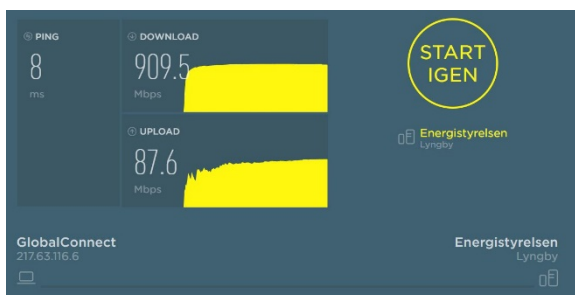 PING
8
ms
DOWNLOAD
909.5
Mbps
UPLOAD
87.6
Mbps
START
IGEN
Energistyrelsen
Lyngby
GlobalConnect
217.63.116.6
Energistyrelsen
Lyngby